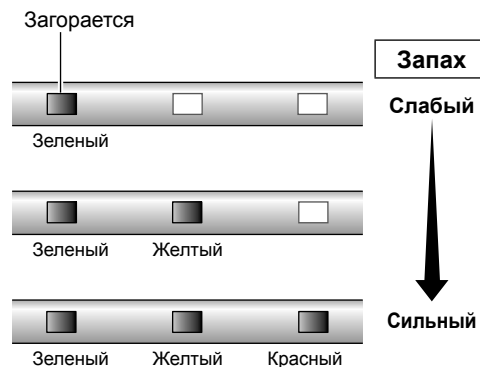 Загорается
Запах
Слабый
Зеленый
Зеленый Желтый
Сильный
Зеленый Желтый Красный